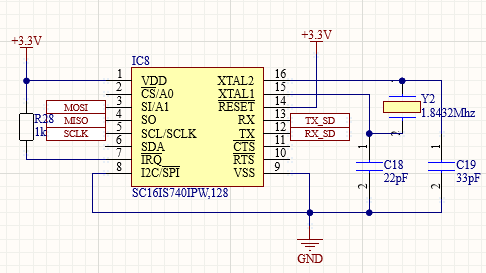 +3.3V
+3.3V
IC8
1 VDD XTAL2 16
2 CS/A0 XTAL1 15
3 SI/A1 RESET 14
4 SO RX 13
5 SCL/SCLK TX 12
6 SDA CTS 11
7 IRQ RTS 10
8 I2C/SPI VSS 9
SC16IS740IPW,128
MOSI
MISO
SCLK
R28
1k
TX_SD
RX_SD
Y2
1.8432Mhz
2
1
C18
22pF
2
1
C19
33pF
2
GND